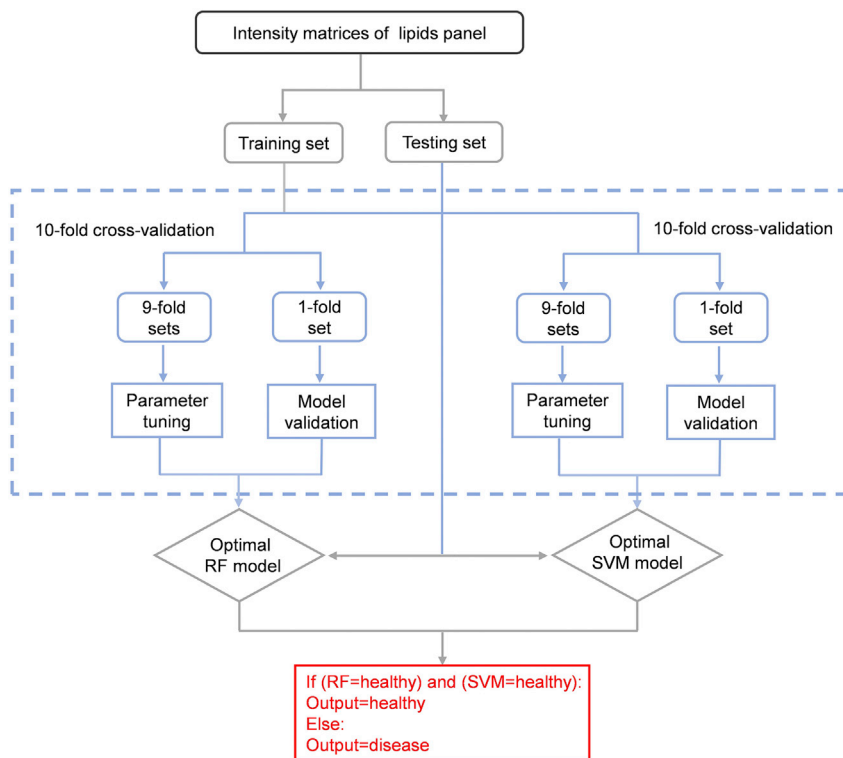 Intensity matrices of lipids panel
Training set
Testing set
10-fold cross-validation
10-fold cross-validation
9-fold
sets
1-fold
set
9-fold
sets
1-fold
set
Parameter
tuning
Model
validation
Parameter
tuning
Model
validation
Optimal
RF model
Optimal
SVM model
If (RF=healthy) and (SVM=healthy):
Output=healthy
Else:
Output=disease